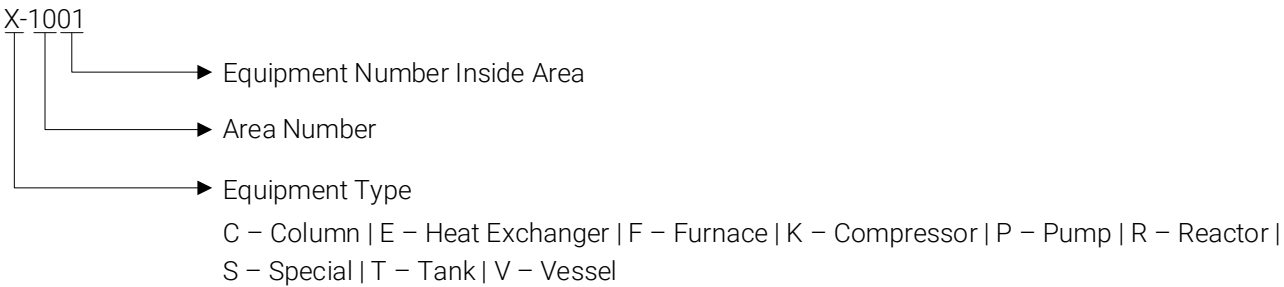 X-1001
Equipment Number Inside Area
Area Number
Equipment Type
C – Column | E – Heat Exchanger | F – Furnace | K – Compressor | P – Pump | R – Reactor |
S – Special | T – Tank | V – Vessel